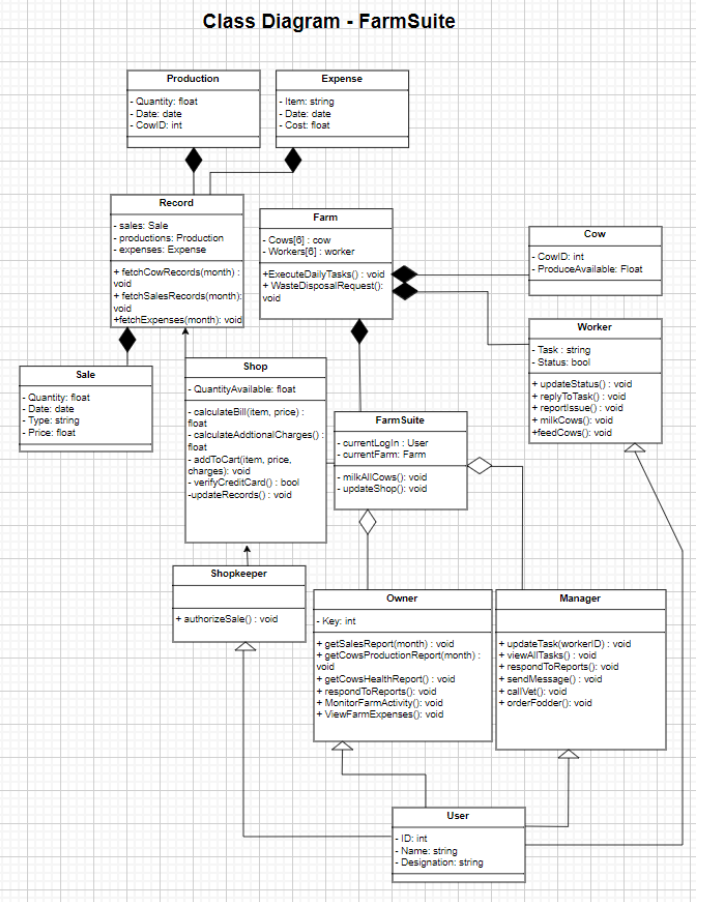 Class Diagram - FarmSuite
Production
- Quantity: float
- Date: date
- CowID: int
Expense
- Item: string
- Date: date
- Cost: float
Record
- sales: Sale
- productions: Production
- expenses: Expense
+ fetchCowRecords(month) :
void
+ fetchSalesRecords(month):
void
+fetchExpenses(month): void
Farm
- Cows[6] : cow
- Workers[6] : worker
+ExecuteDailyTasks() : void
+ WasteDisposalRequest():
void
Cow
- CowID: int
- ProduceAvailable: Float
Worker
- Task : string
- Status: bool
+ updateStatus() : void
+ replyToTask() : void
+ reportIssue() : void
+ milkCows() : void
+feedCows(): void
Sale
- Quantity: float
- Date: date
- Type: string
- Price: float
Shop
- QuantityAvailable: float
- calculateBill(item, price) :
float
- calculateAddtionalCharges() :
float
- addToCart(item, price,
charges): void
- verifyCreditCard() : bool
-updateRecords() : void
FarmSuite
- currentLogIn : User
- currentFarm: Farm
- milkAllCows(): void
- updateShop(): void
Shopkeeper
+ authorizeSale() : void
Owner
- Key: int
+ getSalesReport(month) : void
+ getCowsProductionReport(month) :
void
+ getCowsHealthReport() : void
+ respondToReports(): void
+ MonitorFarmActivity(): void
+ ViewFarmExpenses(): void
Manager
+ updateTask(workerID) : void
+ viewAllTasks() : void
+ respondToReports(): void
+ sendMessage() : void
+ callVet(): void
+ orderFodder(): void
User
- ID: int
- Name: string
- Designation: string